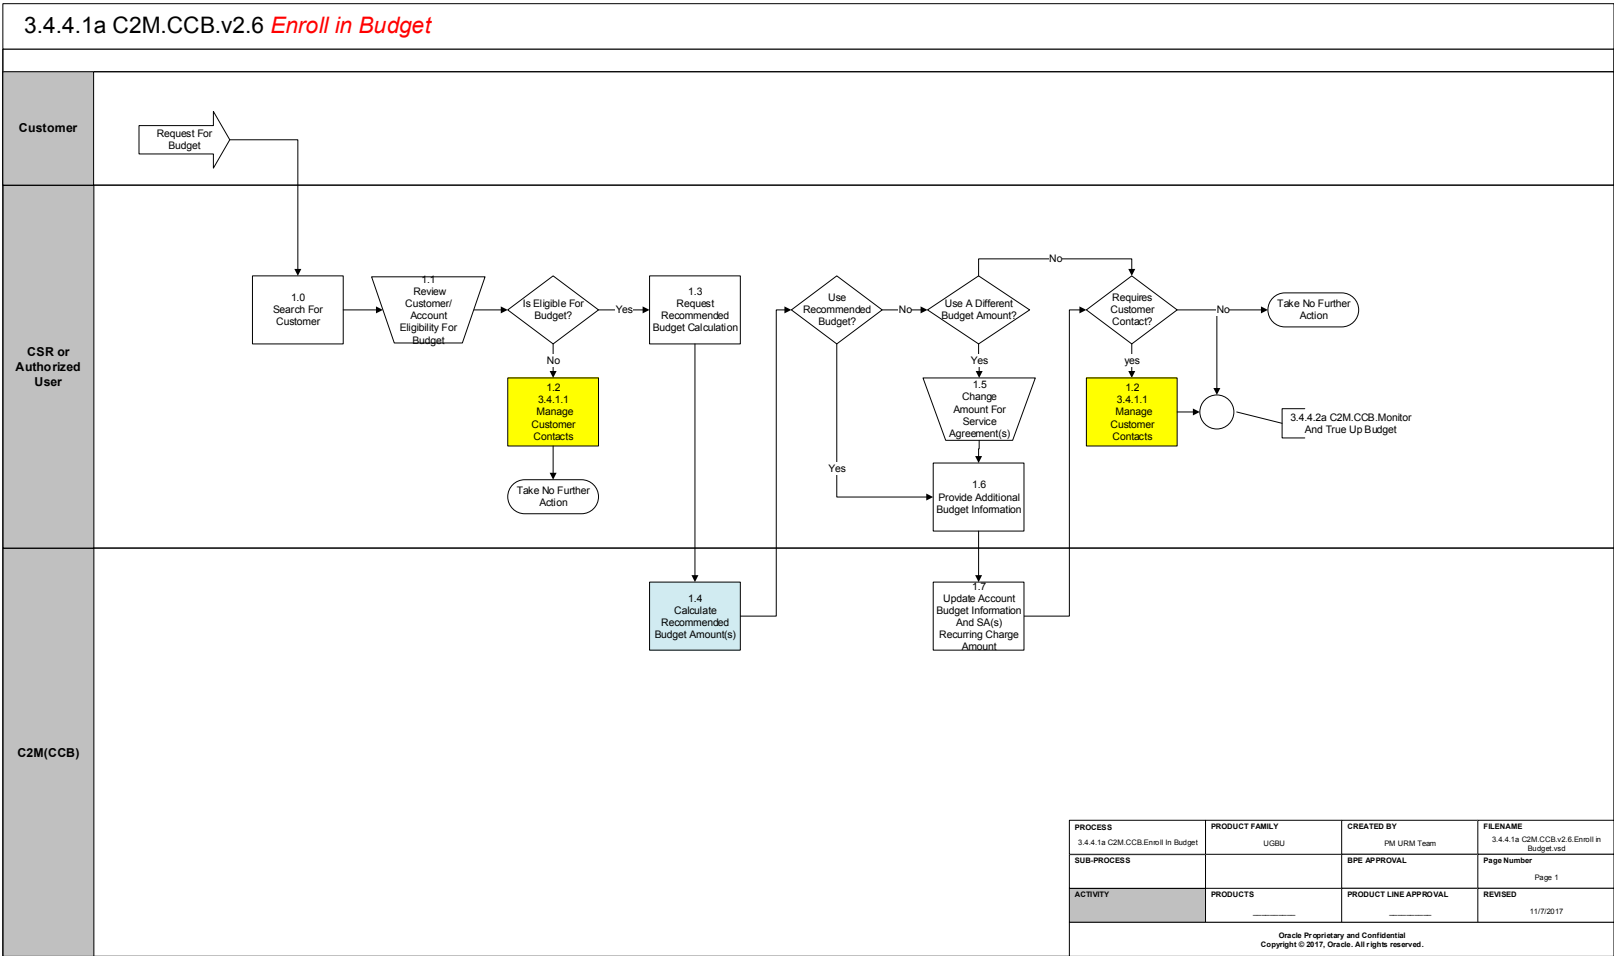 3.4.4.1a C2M.CCB.v2.6 Enroll in Budget
Customer
Request For
Budget
CSR or
Authorized
User
1.0
Search For
Customer
1.1
Review
Customer/
Account
Eligibility For
Budget
Is Eligible For
Budget?
Yes
No
1.2
3.4.1.1
Manage
Customer
Contacts
Take No Further
Action
1.3
Request
Recommended
Budget Calculation
Use
Recommended
Budget?
No
Yes
Use A Different
Budget Amount?
No
Yes
1.5
Change
Amount For
Service
Agreement(s)
1.6
Provide Additional
Budget Information
Requires
Customer
Contact?
No
yes
Take No Further
Action
1.2
3.4.1.1
Manage
Customer
Contacts
3.4.4.2a C2M.CCB.Monitor
And True Up Budget
C2M(CCB)
1.4
Calculate
Recommended
Budget Amount(s)
1.7
Update Account
Budget Information
And SA(s)
Recurring Charge
Amount
PROCESS
3.4.4.1a C2M.CCB.Enroll In Budget
PRODUCT FAMILY
UGBU
CREATED BY
PM URM Team
FILENAME
3.4.4.1a C2M.CCB.v2.6.Enroll in
Budget.vsd
SUB-PROCESS
BPE APPROVAL
Page Number
Page 1
ACTIVITY
PRODUCTS
PRODUCT LINE APPROVAL
REVISED
11/7/2017
Oracle Proprietary and Confidential
Copyright © 2017, Oracle. All rights reserved.